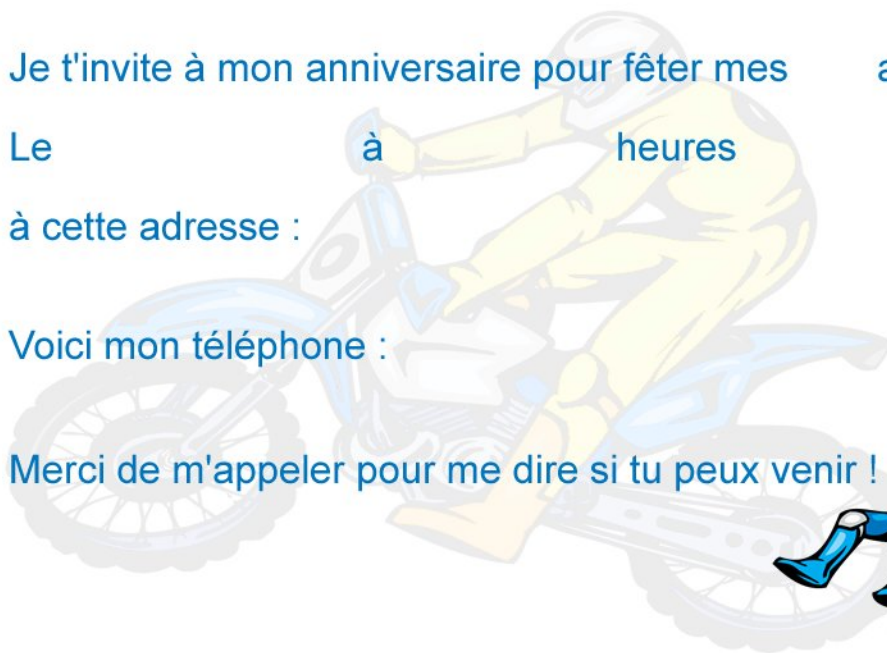 Je t'invite à mon anniversaire pour fêter mes
Le à heures
à cette adresse :
Voici mon téléphone :
Merci de m'appeler pour me dire si tu peux venir !